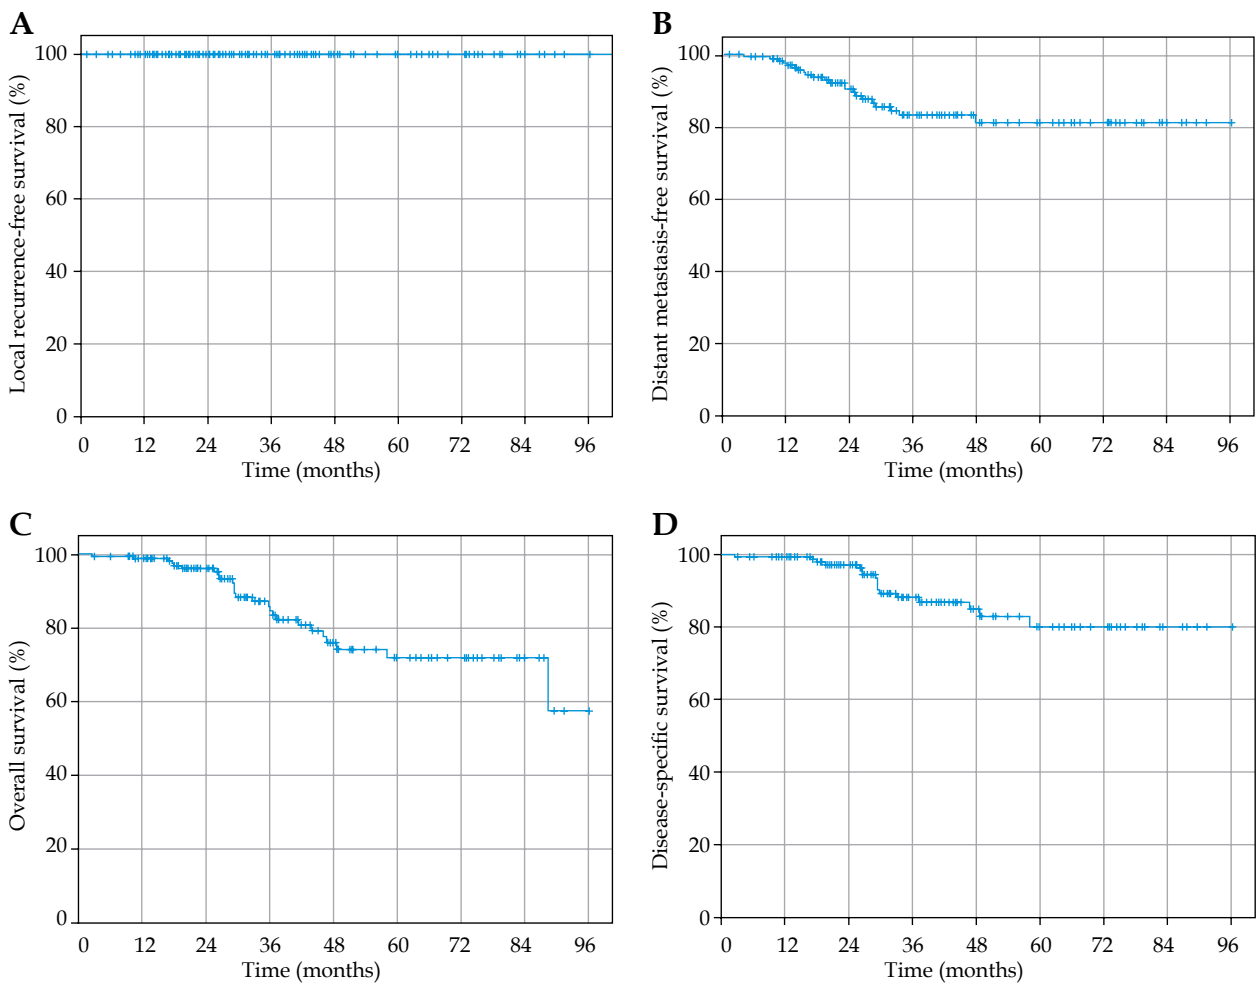 A
Local recurrence-free survival (%)
100
80
60
40
20
0
0 12 24 36 48 60 72 84 96
Time (months)
B
Distant metastasis-free survival (%)
100
80
60
40
20
0
0 12 24 36 48 60 72 84 96
Time (months)
C
Overall survival (%)
100
80
60
40
20
0
0 12 24 36 48 60 72 84 96
Time (months)
D
Disease-specific survival (%)
100
80
60
40
20
0
0 12 24 36 48 60 72 84 96
Time (months)